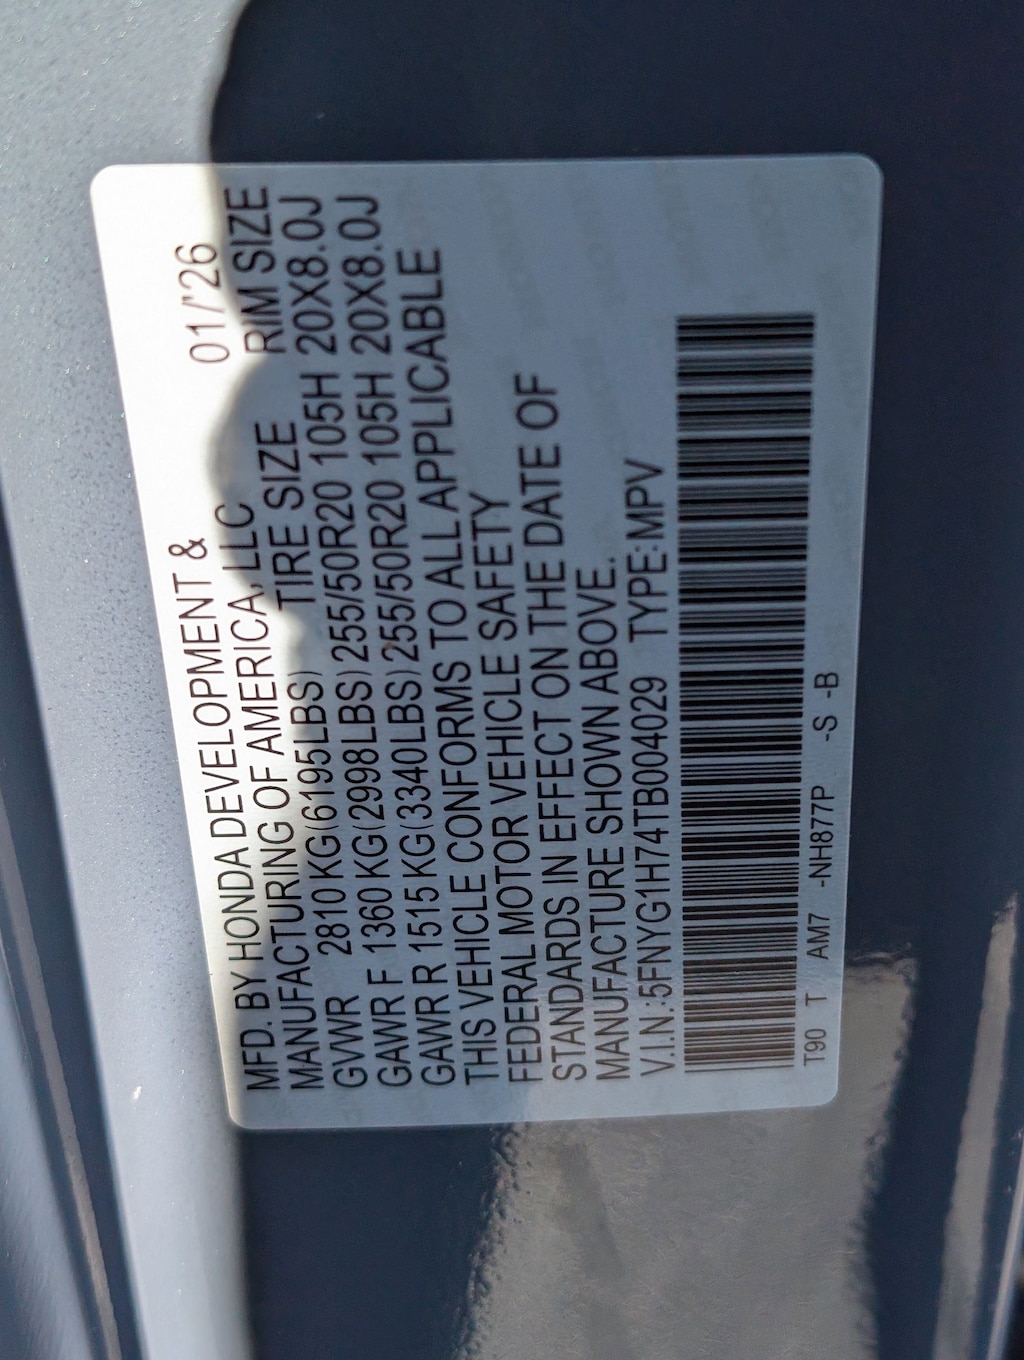 MFD. BY HONDA DEVELOPMENT & 01/'26
MANUFACTURING OF AMERICA, LLC
GVWR 2810 KG(6195LBS) TIRE SIZE RIM SIZE
GAWR F 1360 KG(2998LBS) 255/50R20 105H 20X8.0J
GAWR R 1515 KG(3340LBS) 255/50R20 105H 20X8.0J
THIS VEHICLE CONFORMS TO ALL APPLICABLE
FEDERAL MOTOR VEHICLE SAFETY
STANDARDS IN EFFECT ON THE DATE OF
MANUFACTURE SHOWN ABOVE.
V.I.N.:5FNYG1H74TB004029 TYPE:MPV
T90 T AM7 -NH877P -S -B